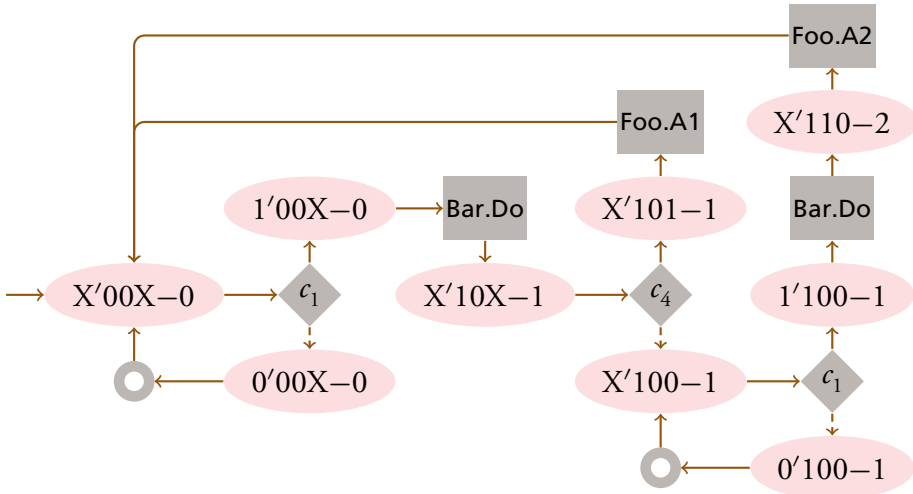 Foo.A2
Foo.A1
X′110−2
1′00X−0
Bar.Do
X′101−1
Bar.Do
X′00X−0
c₁
X′10X−1
c₄
1′100−1
0′00X−0
X′100−1
c₁
0′100−1